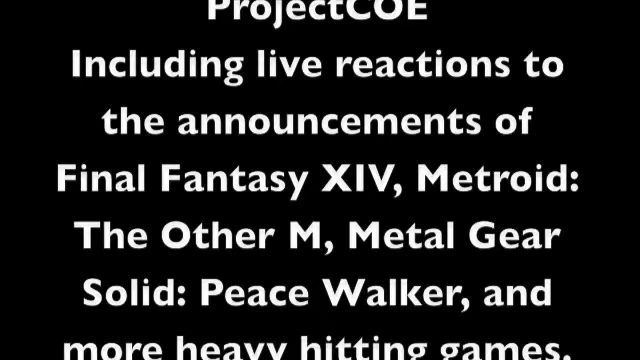 ProjectCOE
Including live reactions to
the announcements of
Final Fantasy XIV, Metroid:
The Other M, Metal Gear
Solid: Peace Walker, and
more heavy hitting games.